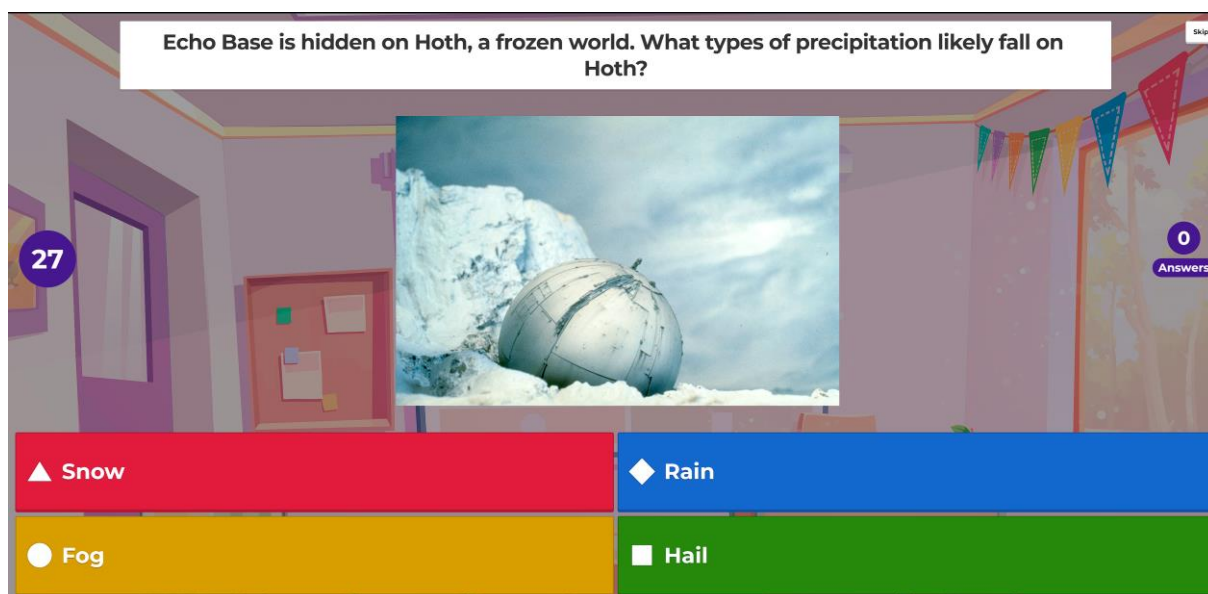 Echo Base is hidden on Hoth, a frozen world. What types of precipitation likely fall on
Hoth?
Skip
27
0
Answers
Snow
Rain
Fog
Hail